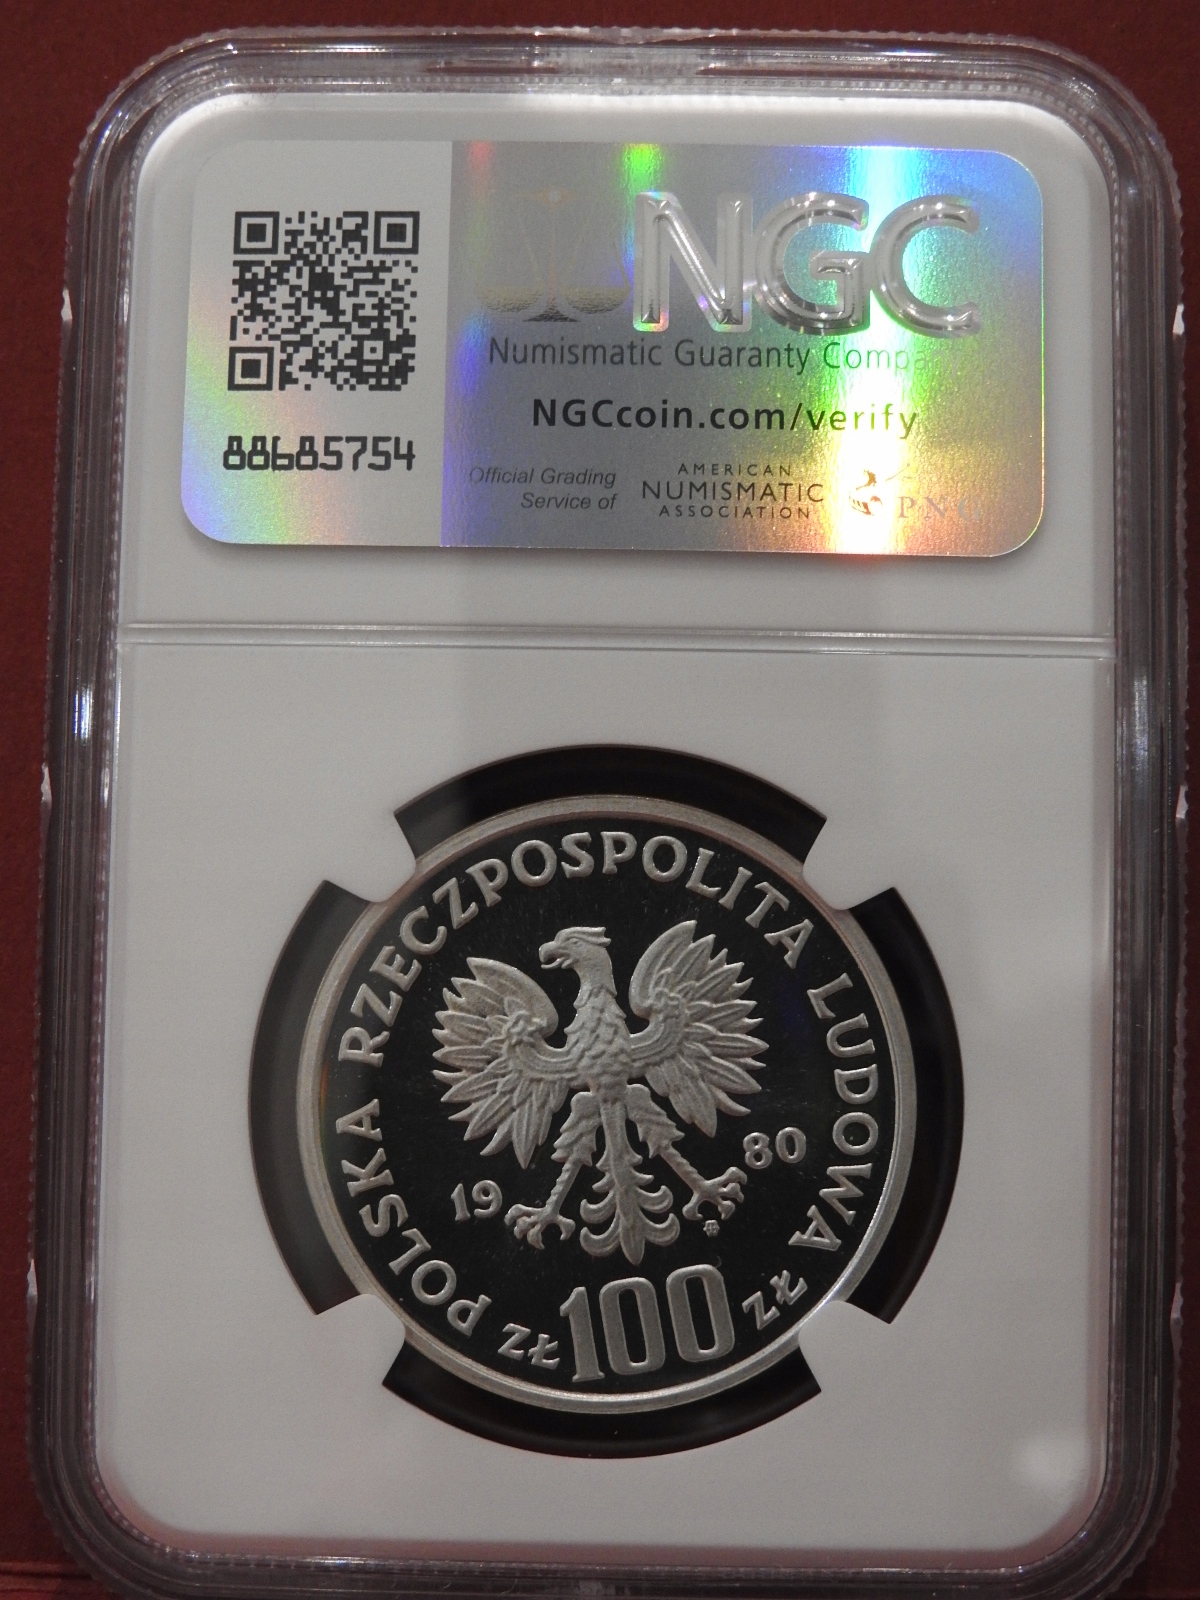 NGC
Numismatic Guaranty Compa
NGCcoin.com/verify
88685754
Official Grading
Service of
AMERICAN
NUMISMATIC
ASSOCIATION
PNG
POLSKA RZECZPOSPOLITA LUDOWA
19 80
ZŁ 100 ZŁ